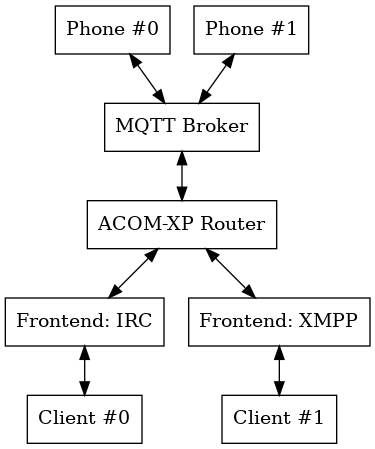 Phone #0
Phone #1
MQTT Broker
ACOM-XP Router
Frontend: IRC
Frontend: XMPP
Client #0
Client #1